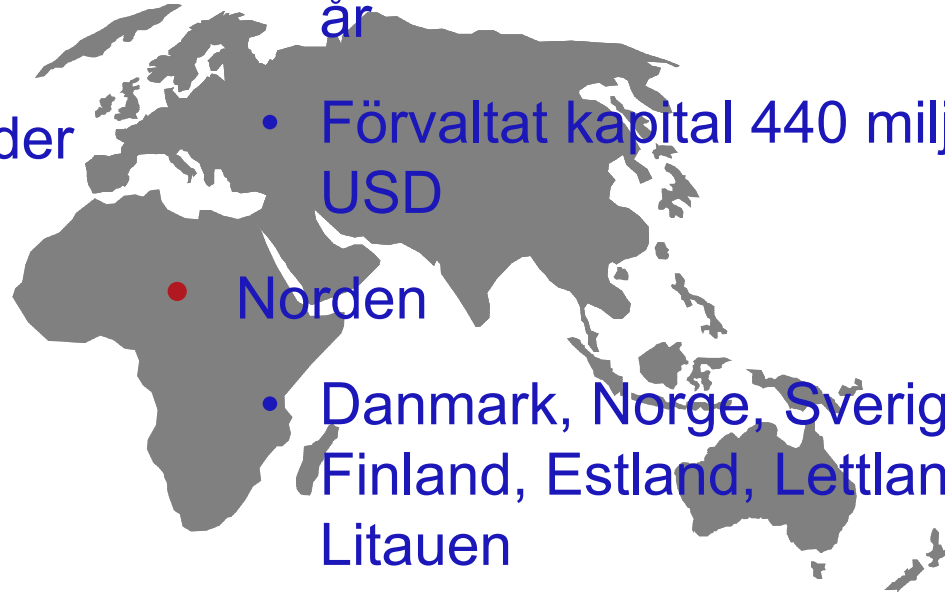 år
der
• Förvaltat kapital 440 milj
USD
Norden
• Danmark, Norge, Sverig
Finland, Estland, Lettlan
Litauen